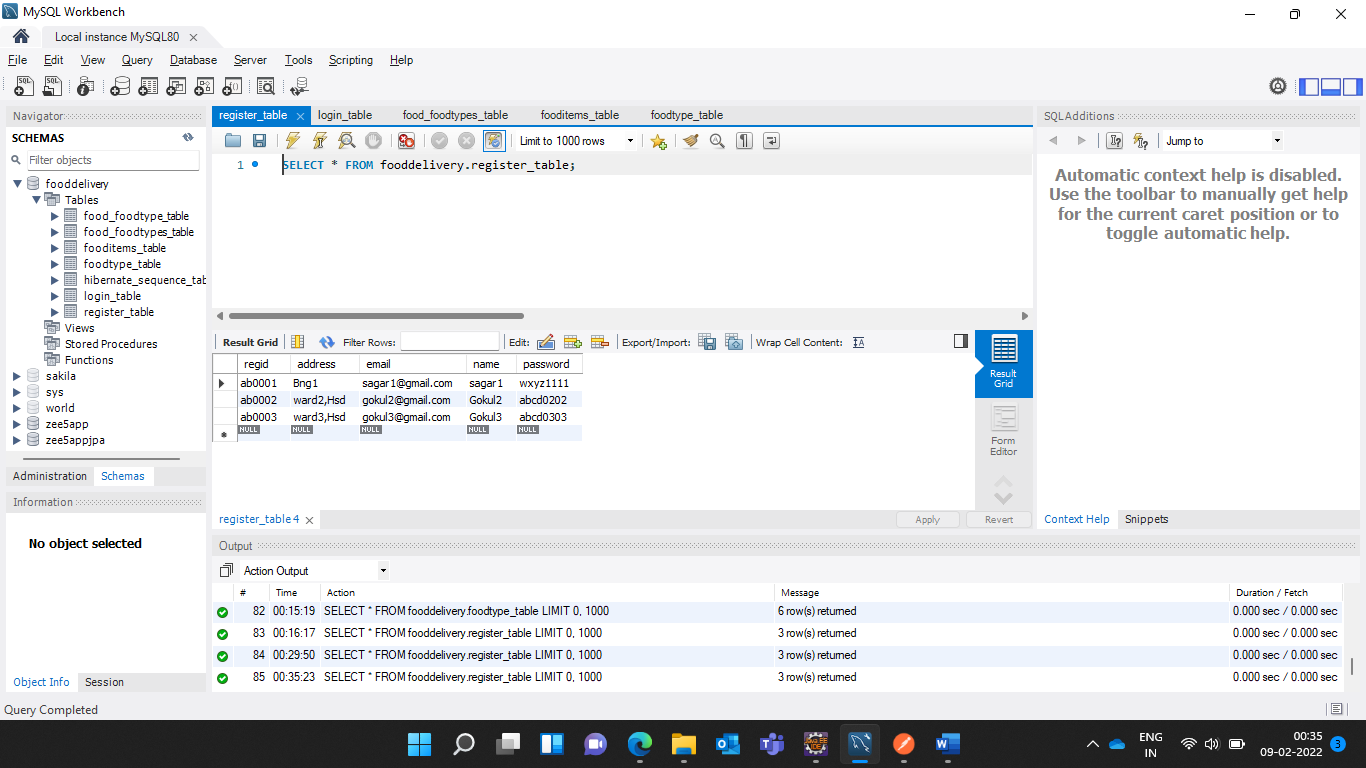 MySQL Workbench
Local instance MySQL80
File Edit View Query Database Server Tools Scripting Help
Navigator
SCHEMAS
Filter objects
fooddelivery
Tables
food_foodtype_table
food_foodtypes_table
fooditems_table
foodtype_table
hibernate_sequence_tab
login_table
register_table
Views
Stored Procedures
Functions
sakila
sys
world
zee5app
zee5appjpa
Administration Schemas
Information
No object selected
Object Info Session
register_table login_table food_foodtypes_table fooditems_table foodtype_table
Limit to 1000 rows
1 SELECT * FROM fooddelivery.register_table;
Result Grid Filter Rows: Edit: Export/Import: Wrap Cell Content:
regid address email name password
ab0001 Bng1 sagar1@gmail.com sagar1 wxyz1111
ab0002 ward2,Hsd gokul2@gmail.com Gokul2 abcd0202
ab0003 ward3,Hsd gokul3@gmail.com Gokul3 abcd0303
NULL NULL NULL NULL NULL
Result
Grid
Form
Editor
register_table 4 Apply Revert
SQLAdditions
Jump to
Automatic context help is disabled.
Use the toolbar to manually get help
for the current caret position or to
toggle automatic help.
Context Help Snippets
Output
Action Output
# Time Action Message Duration / Fetch
82 00:15:19 SELECT * FROM fooddelivery.foodtype_table LIMIT 0, 1000 6 row(s) returned 0.000 sec / 0.000 sec
83 00:16:17 SELECT * FROM fooddelivery.register_table LIMIT 0, 1000 3 row(s) returned 0.000 sec / 0.000 sec
84 00:29:50 SELECT * FROM fooddelivery.register_table LIMIT 0, 1000 3 row(s) returned 0.000 sec / 0.000 sec
85 00:35:23 SELECT * FROM fooddelivery.register_table LIMIT 0, 1000 3 row(s) returned 0.000 sec / 0.000 sec
Query Completed
ENG
IN
00:35
09-02-2022
3